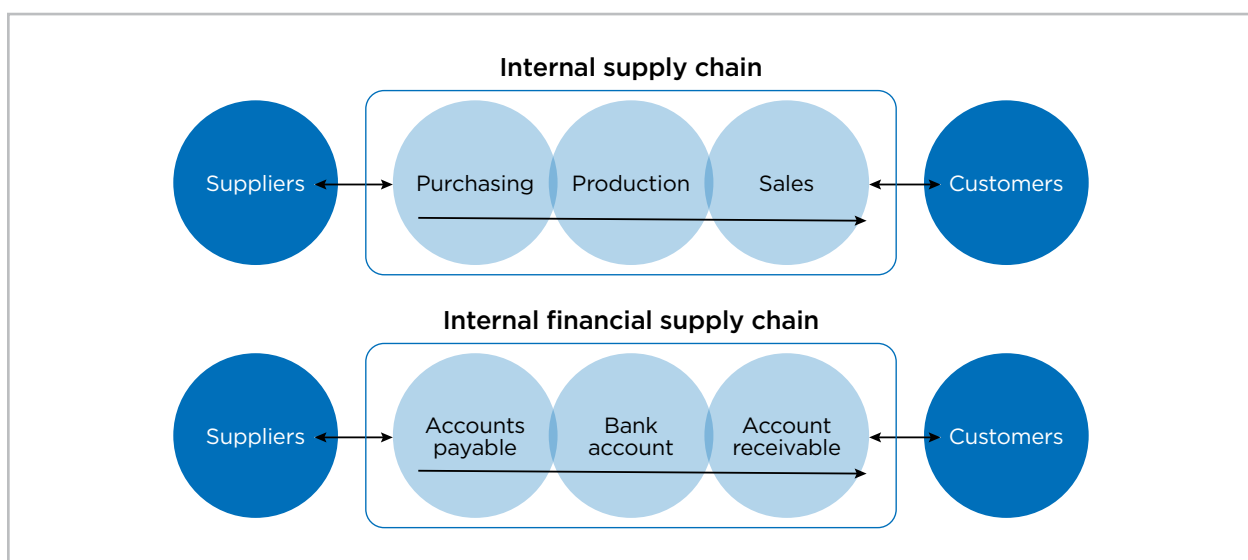 Internal supply chain
Suppliers
Purchasing
Production
Sales
Customers
Internal financial supply chain
Suppliers
Accounts
payable
Bank
account
Account
receivable
Customers